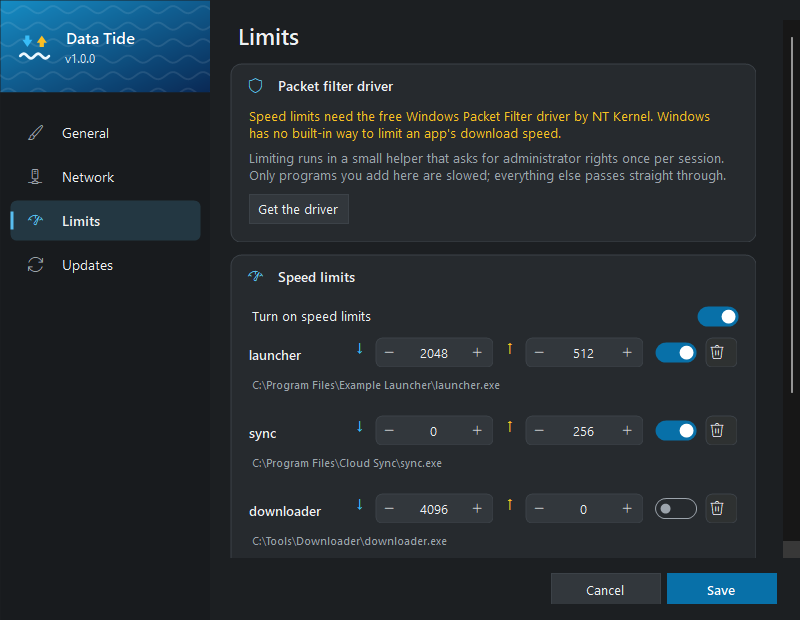 Data Tide
v1.0.0
General
Network
Limits
Updates
Limits
Packet filter driver
Speed limits need the free Windows Packet Filter driver by NT Kernel. Windows
has no built-in way to limit an app's download speed.
Limiting runs in a small helper that asks for administrator rights once per session.
Only programs you add here are slowed; everything else passes straight through.
Get the driver
Speed limits
Turn on speed limits
launcher ↓ − 2048 + ↑ − 512 +
C:\Program Files\Example Launcher\launcher.exe
sync ↓ − 0 + ↑ − 256 +
C:\Program Files\Cloud Sync\sync.exe
downloader ↓ − 4096 + ↑ − 0 +
C:\Tools\Downloader\downloader.exe
Cancel
Save